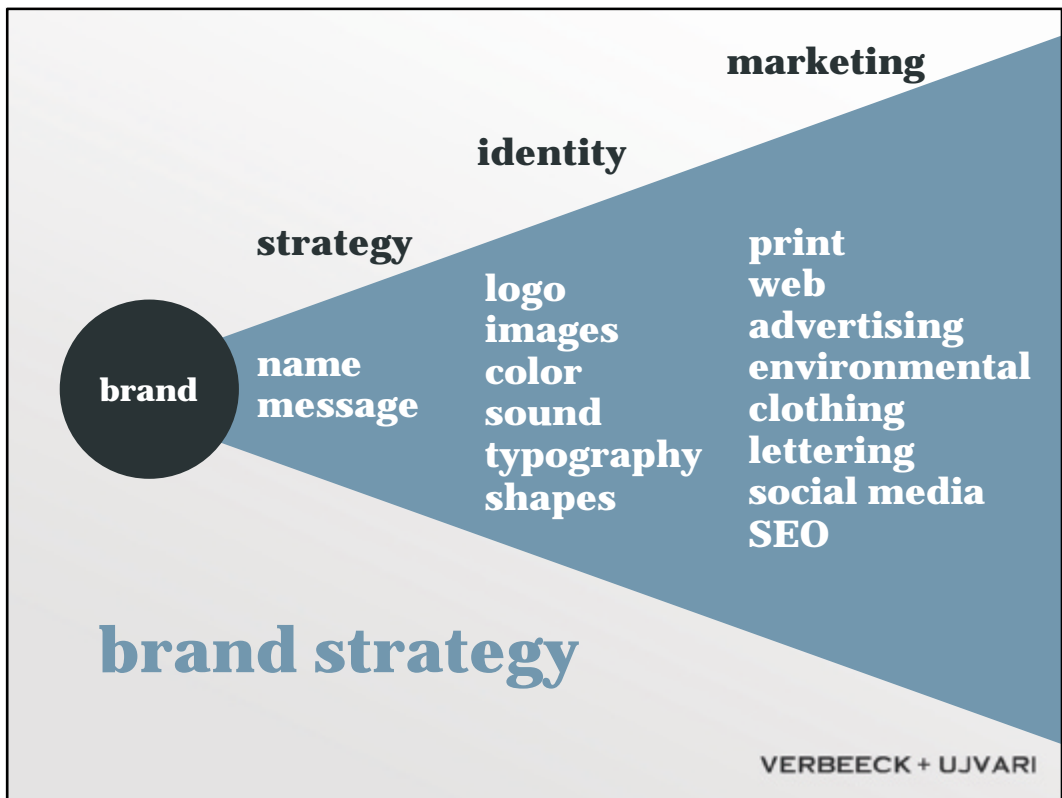 marketing
identity
strategy
brand
name
message
logo
images
color
sound
typography
shapes
print
web
advertising
environmental
clothing
lettering
social media
SEO
brand strategy
VERBEECK + UJVARI